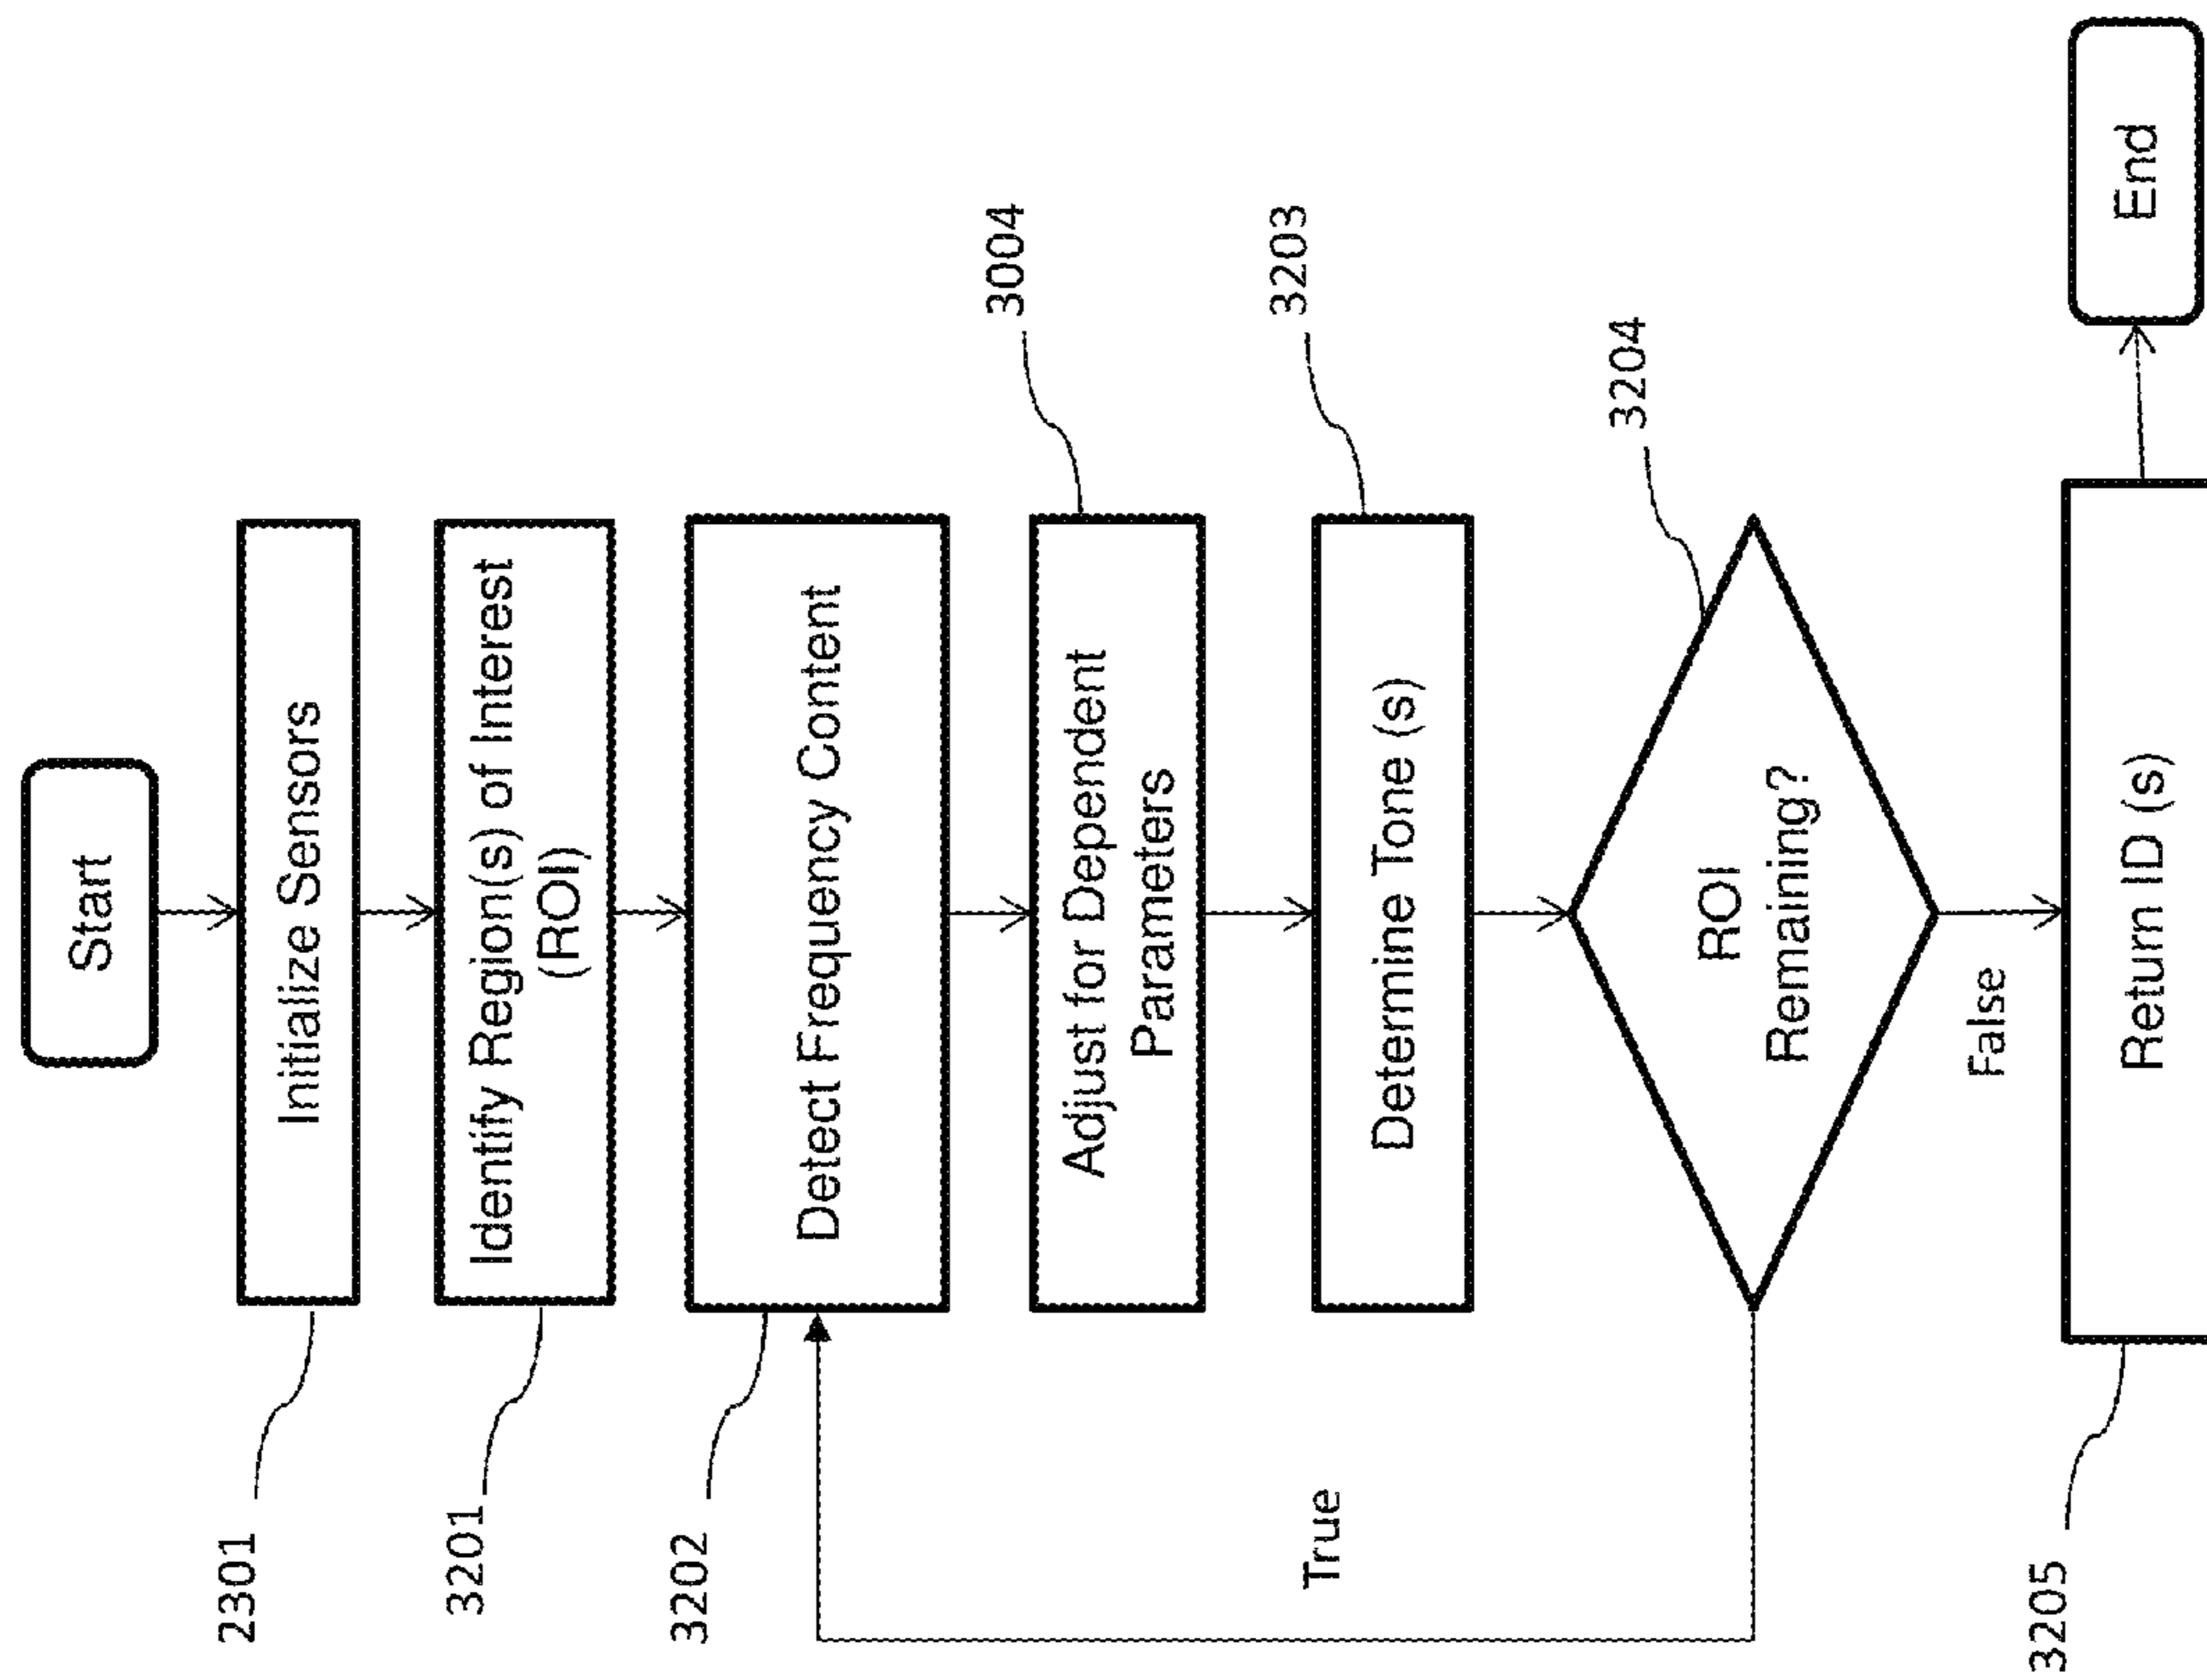 Start
2301
Initialize Sensors
3201
Identify Region(s) of Interest
(ROI)
3202
Detect Frequency Content
3004
Adjust for Dependent
Parameters
3203
Determine Tone (s)
3204
ROI
Remaining?
True
False
3205
Return ID (s)
End